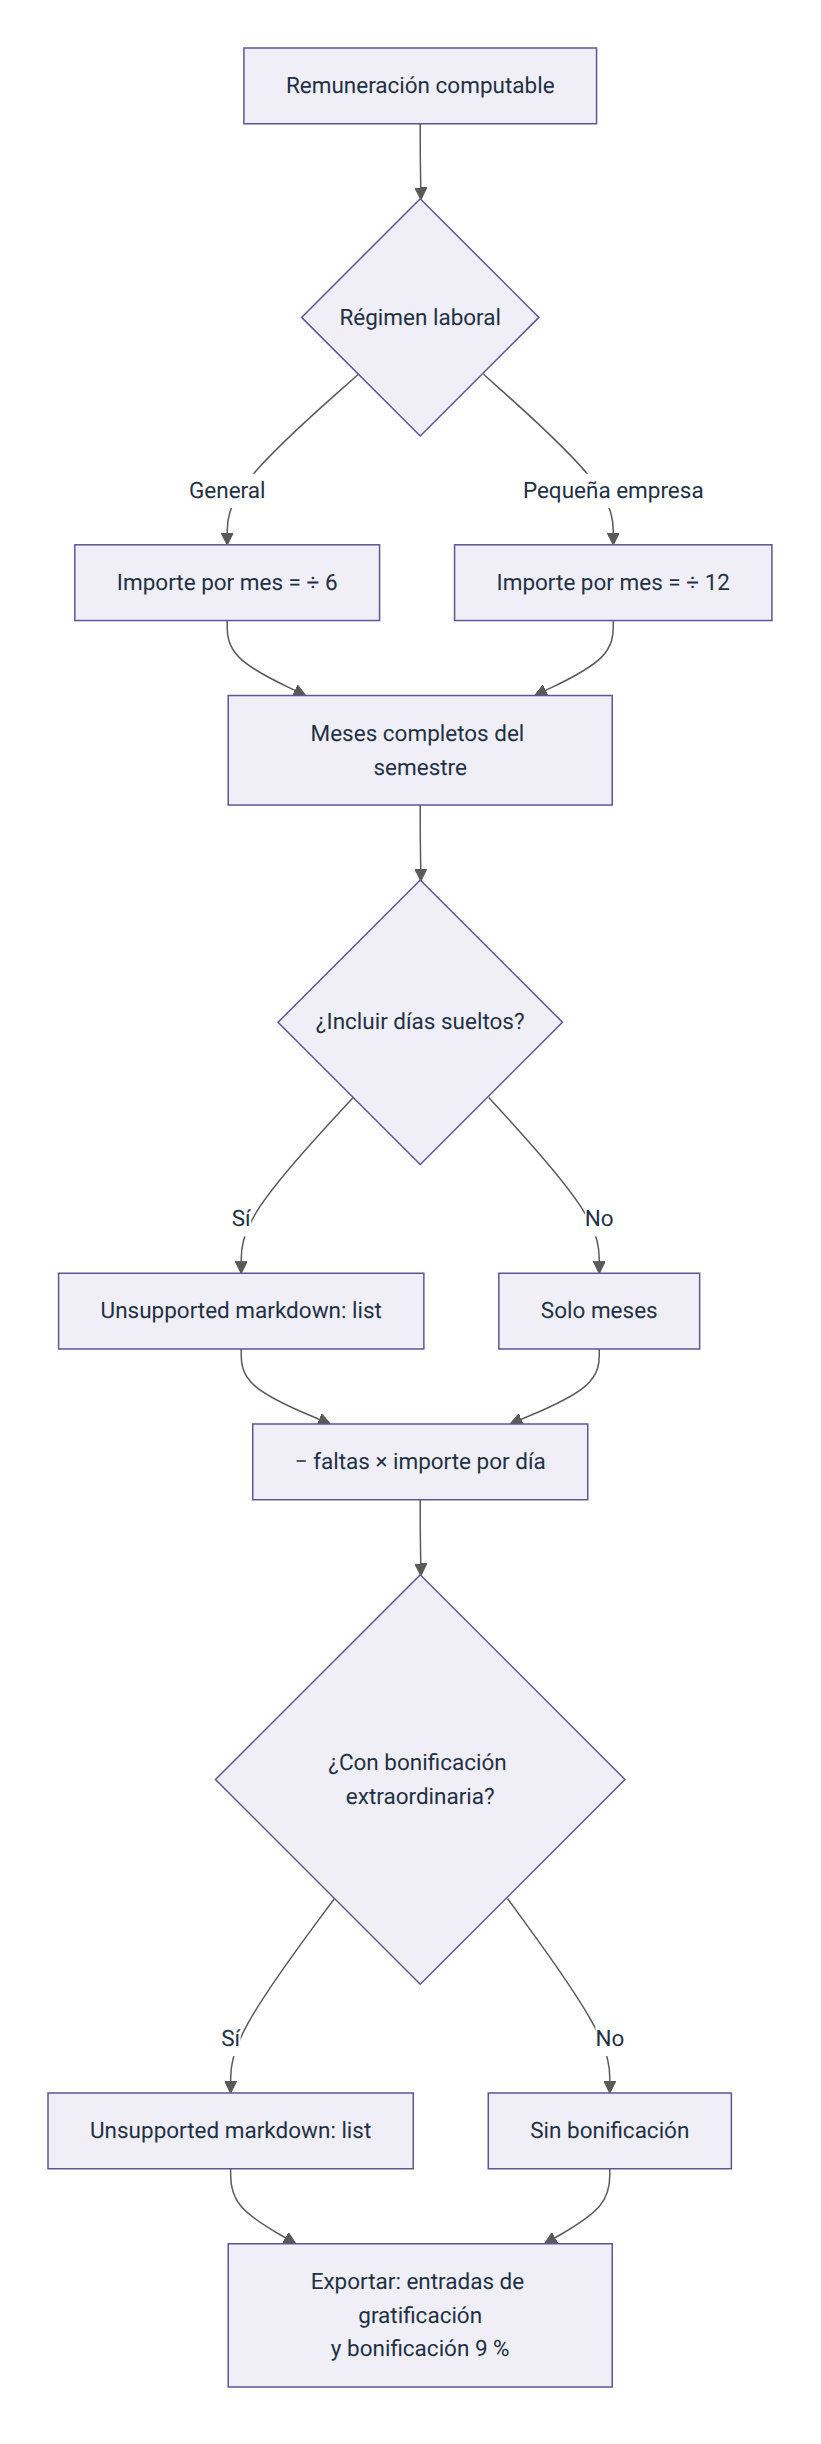 Remuneración computable
Régimen laboral
General
Pequeña empresa
Importe por mes = ÷ 6
Importe por mes = ÷ 12
Meses completos del
semestre
¿Incluir días sueltos?
Sí
No
Unsupported markdown: list
Solo meses
− faltas × importe por día
¿Con bonificación
extraordinaria?
Sí
No
Unsupported markdown: list
Sin bonificación
Exportar: entradas de
gratificación
y bonificación 9 %